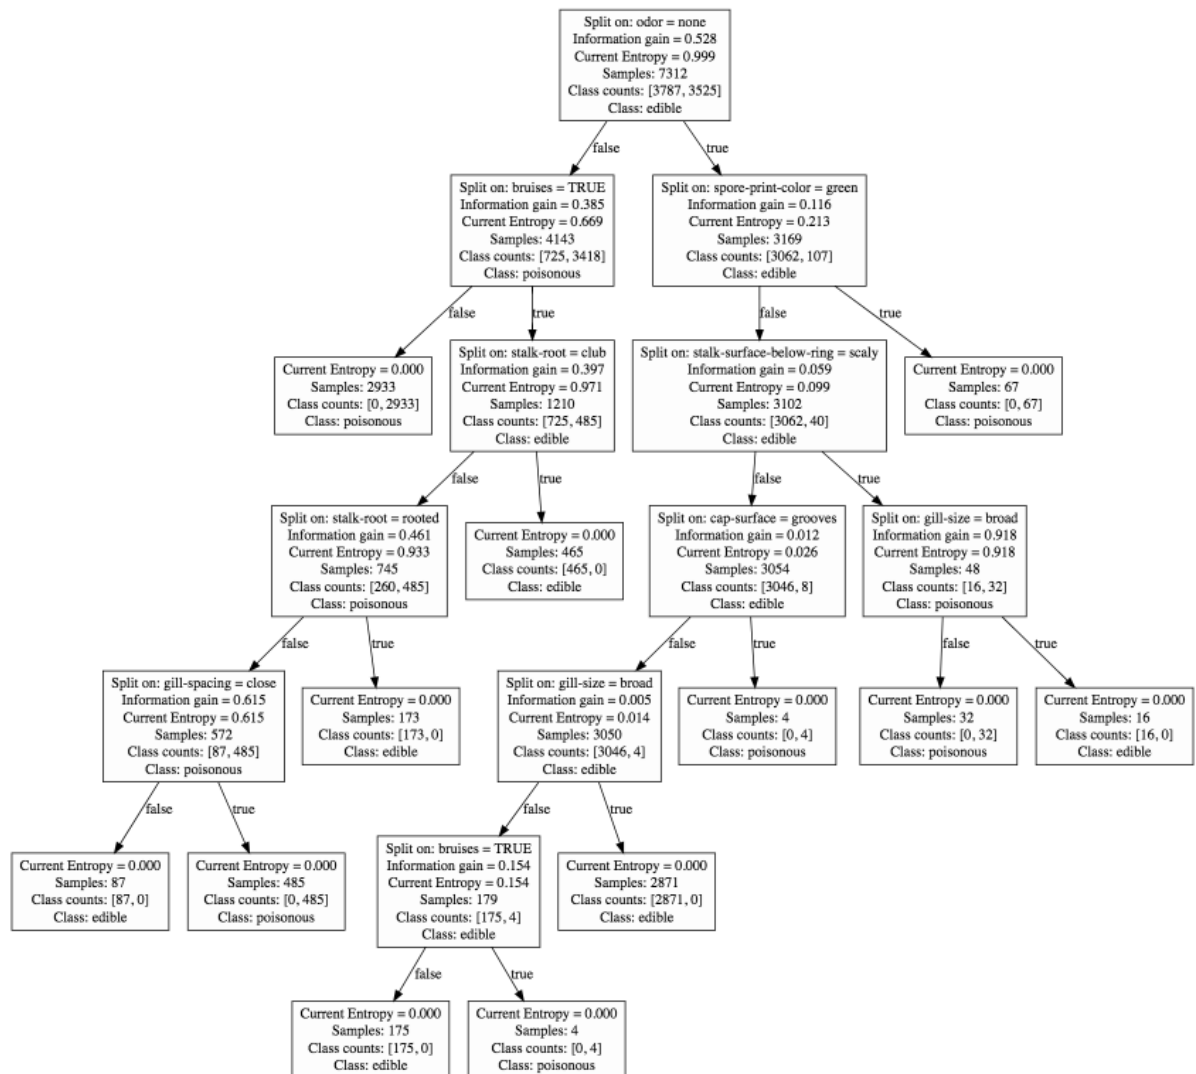 Split on: odor = none
Information gain = 0.528
Current Entropy = 0.999
Samples: 7312
Class counts: [3787, 3525]
Class: edible
false
true
Split on: bruises = TRUE
Information gain = 0.385
Current Entropy = 0.669
Samples: 4143
Class counts: [725, 3418]
Class: poisonous
Split on: spore-print-color = green
Information gain = 0.116
Current Entropy = 0.213
Samples: 3169
Class counts: [3062, 107]
Class: edible
false
true
false
true
Current Entropy = 0.000
Samples: 2933
Class counts: [0, 2933]
Class: poisonous
Split on: stalk-root = club
Information gain = 0.397
Current Entropy = 0.971
Samples: 1210
Class counts: [725, 485]
Class: edible
Split on: stalk-surface-below-ring = scaly
Information gain = 0.059
Current Entropy = 0.099
Samples: 3102
Class counts: [3062, 40]
Class: edible
Current Entropy = 0.000
Samples: 67
Class counts: [0, 67]
Class: poisonous
false
true
false
true
Split on: stalk-root = rooted
Information gain = 0.461
Current Entropy = 0.933
Samples: 745
Class counts: [260, 485]
Class: poisonous
Current Entropy = 0.000
Samples: 465
Class counts: [465, 0]
Class: edible
Split on: cap-surface = grooves
Information gain = 0.012
Current Entropy = 0.026
Samples: 3054
Class counts: [3046, 8]
Class: edible
Split on: gill-size = broad
Information gain = 0.918
Current Entropy = 0.918
Samples: 48
Class counts: [16, 32]
Class: poisonous
false
true
false
true
false
true
Split on: gill-spacing = close
Information gain = 0.615
Current Entropy = 0.615
Samples: 572
Class counts: [87, 485]
Class: poisonous
Current Entropy = 0.000
Samples: 173
Class counts: [173, 0]
Class: edible
Split on: gill-size = broad
Information gain = 0.005
Current Entropy = 0.014
Samples: 3050
Class counts: [3046, 4]
Class: edible
Current Entropy = 0.000
Samples: 4
Class counts: [0, 4]
Class: poisonous
Current Entropy = 0.000
Samples: 32
Class counts: [0, 32]
Class: poisonous
Current Entropy = 0.000
Samples: 16
Class counts: [16, 0]
Class: edible
false
true
false
true
Current Entropy = 0.000
Samples: 87
Class counts: [87, 0]
Class: edible
Current Entropy = 0.000
Samples: 485
Class counts: [0, 485]
Class: poisonous
Split on: bruises = TRUE
Information gain = 0.154
Current Entropy = 0.154
Samples: 179
Class counts: [175, 4]
Class: edible
Current Entropy = 0.000
Samples: 2871
Class counts: [2871, 0]
Class: edible
false
true
Current Entropy = 0.000
Samples: 175
Class counts: [175, 0]
Class: edible
Current Entropy = 0.000
Samples: 4
Class counts: [0, 4]
Class: poisonous